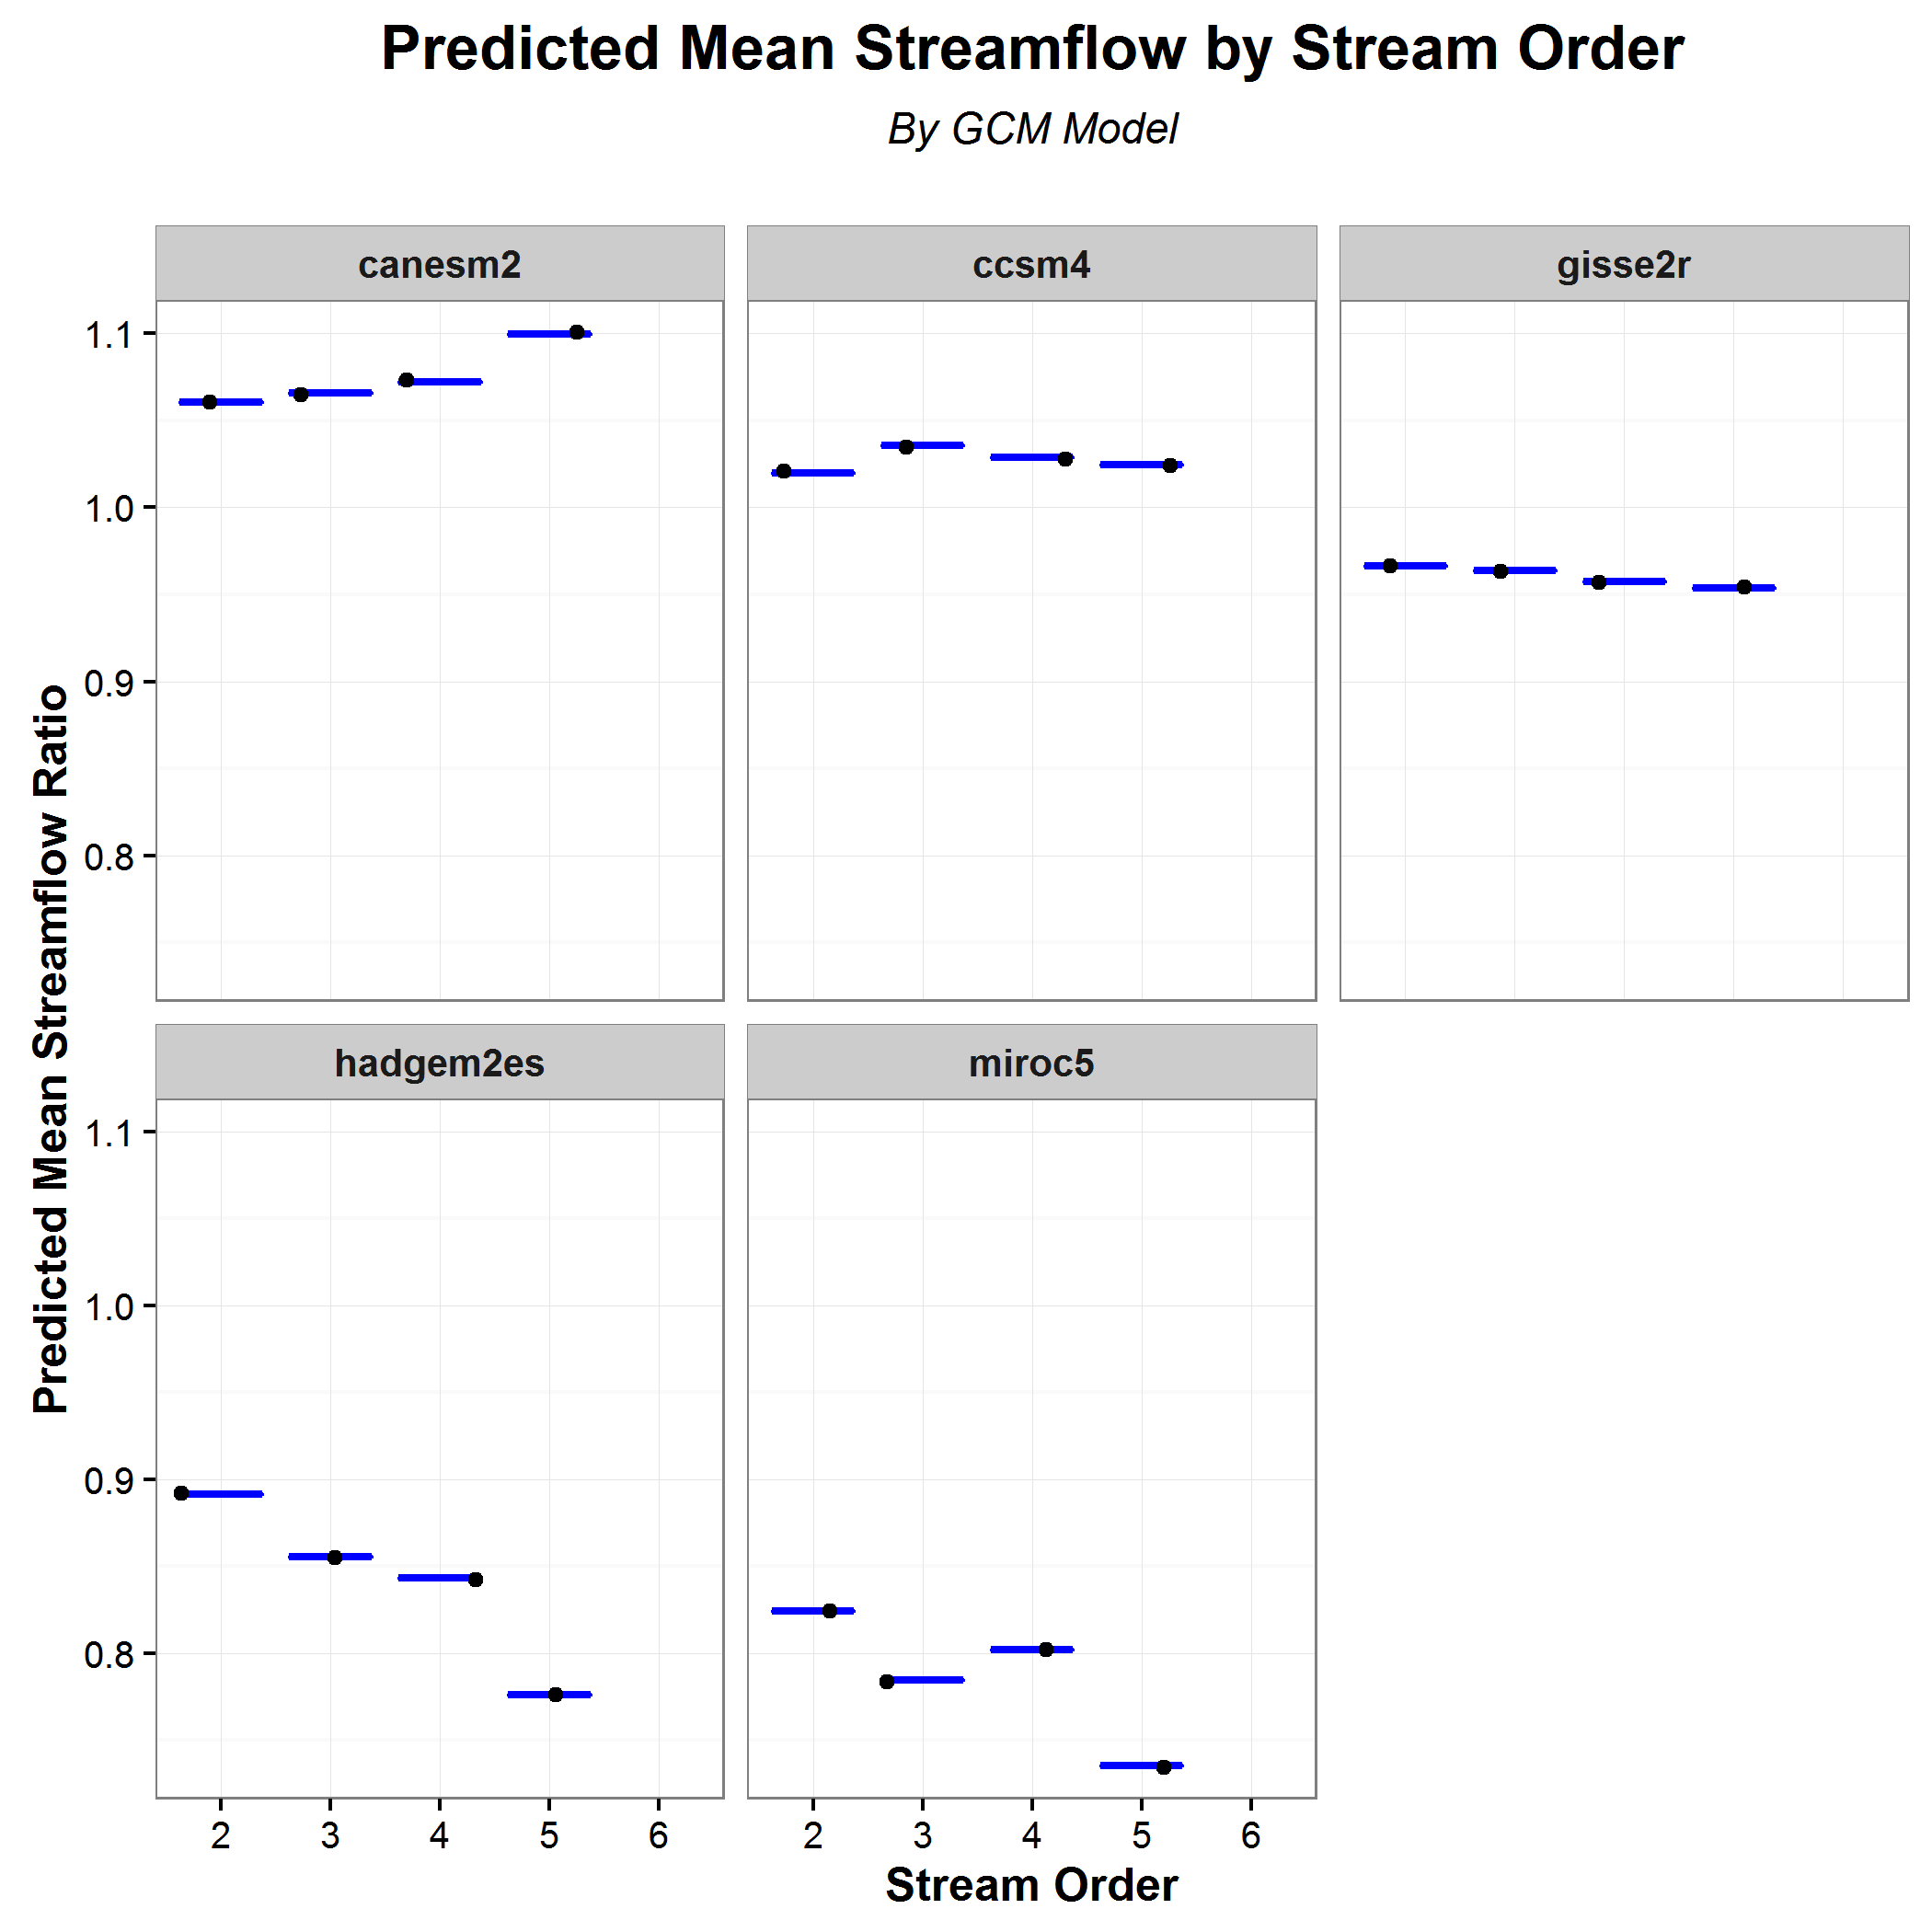 Predicted Mean Streamflow by Stream Order
By GCM Model
canesm2
ccsm4
gisse2r
1.1
1.0
0.9
0.8
Predicted Mean Streamflow Ratio
hadgem2es
miroc5
1.1
1.0
0.9
0.8
2 3 4 5 6
2 3 4 5 6
Stream Order